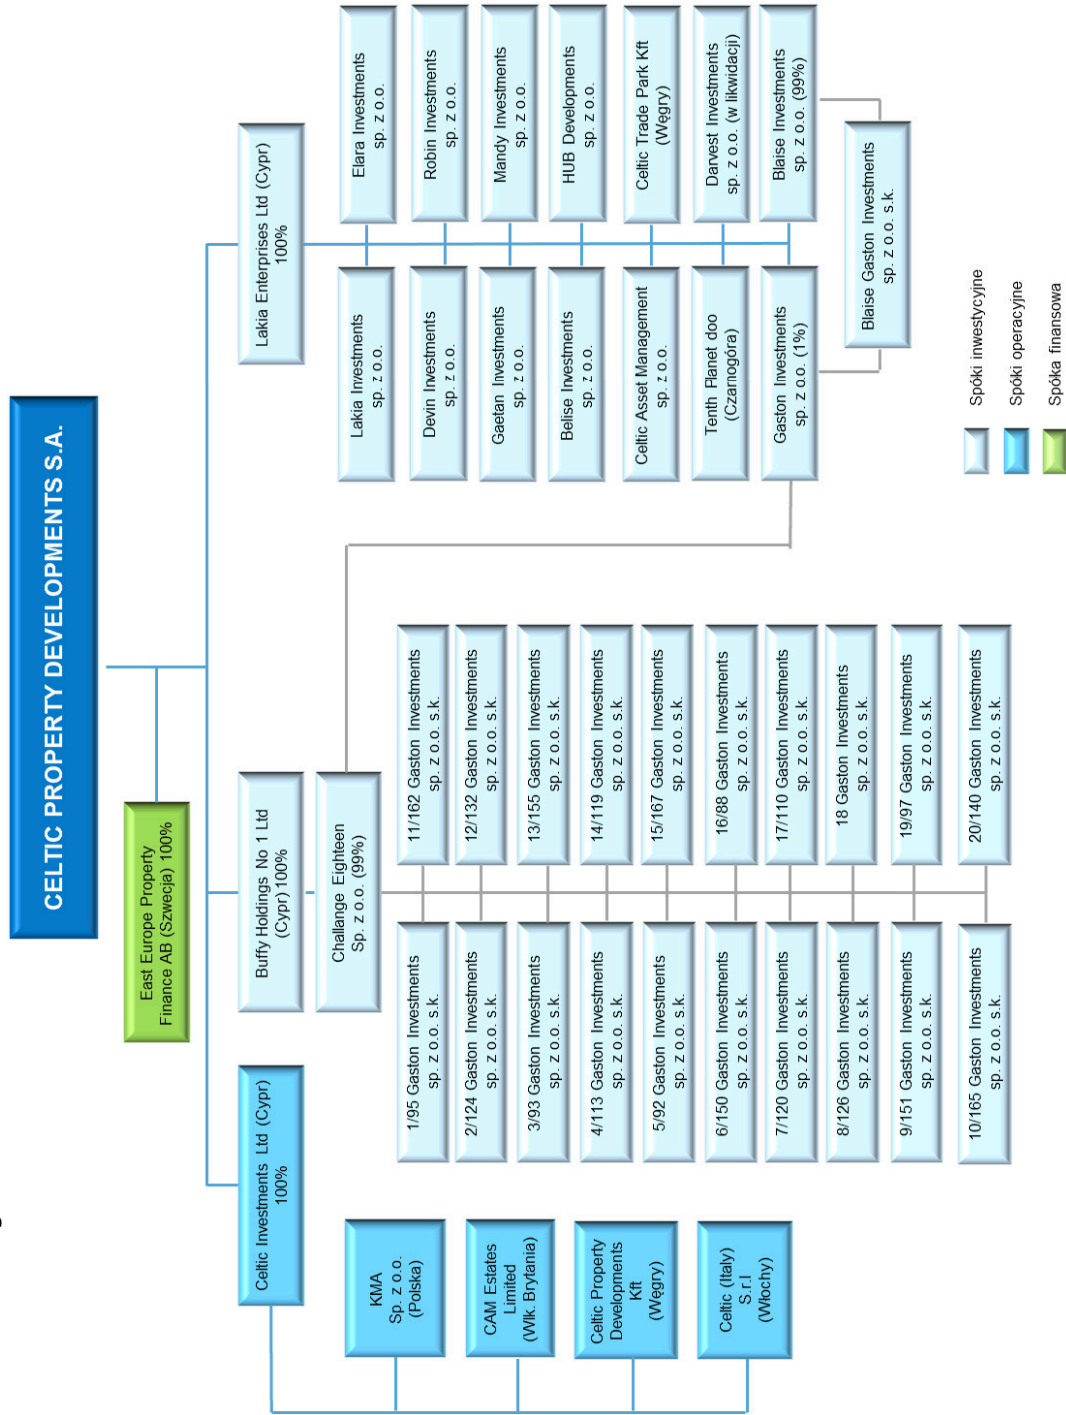 CELTIC PROPERTY DEVELOPMENTS S.A.
East Europe Property
Finance AB (Szwecja) 100%
Celtic Investments Ltd (Cypr)
100%
Buffy Holdings No 1 Ltd
(Cypr) 100%
Lakia Enterprises Ltd (Cypr)
100%
KMA
Sp. z o.o.
(Polska)
CAM Estates
Limited
(Wlk. Brytania)
Celtic Property
Developments
Kft
(Węgry)
Celtic (Italy)
S.r.l
(Włochy)
Challange Eighteen
Sp. z o.o. (99%)
1/95 Gaston Investments
sp. z o.o. s.k.
11/162 Gaston Investments
sp. z o.o. s.k.
2/124 Gaston Investments
sp. z o.o. s.k.
12/132 Gaston Investments
sp. z o.o. s.k.
3/93 Gaston Investments
sp. z o.o. s.k.
13/155 Gaston Investments
sp. z o.o. s.k.
4/113 Gaston Investments
sp. z o.o. s.k.
14/119 Gaston Investments
sp. z o.o. s.k.
5/92 Gaston Investments
sp. z o.o. s.k.
15/167 Gaston Investments
sp. z o.o. s.k.
6/150 Gaston Investments
sp. z o.o. s.k.
16/88 Gaston Investments
sp. z o.o. s.k.
7/120 Gaston Investments
sp. z o.o. s.k.
17/110 Gaston Investments
sp. z o.o. s.k.
8/126 Gaston Investments
sp. z o.o. s.k.
18 Gaston Investments
sp. z o.o. s.k.
9/151 Gaston Investments
sp. z o.o. s.k.
19/97 Gaston Investments
sp. z o.o. s.k.
10/165 Gaston Investments
sp. z o.o. s.k.
20/140 Gaston Investments
sp. z o.o. s.k.
Lakia Investments
sp. z o.o.
Elara Investments
sp. z o.o.
Devin Investments
sp. z o.o.
Robin Investments
sp. z o.o.
Gaetan Investments
sp. z o.o.
Mandy Investments
sp. z o.o.
Belise Investments
sp. z o.o.
HUB Developments
sp. z o.o.
Celtic Asset Management
sp. z o.o.
Celtic Trade Park Kft
(Węgry)
Tenth Planet doo
(Czarnogóra)
Darvest Investments
sp. z o.o. (w likwidacji)
Gaston Investments
sp. z o.o. (1%)
Blaise Investments
sp. z o.o. (99%)
Blaise Gaston Investments
sp. z o.o. s.k.
Spóki inwestycyjne
Spóki operacyjne
Spóka finansowa